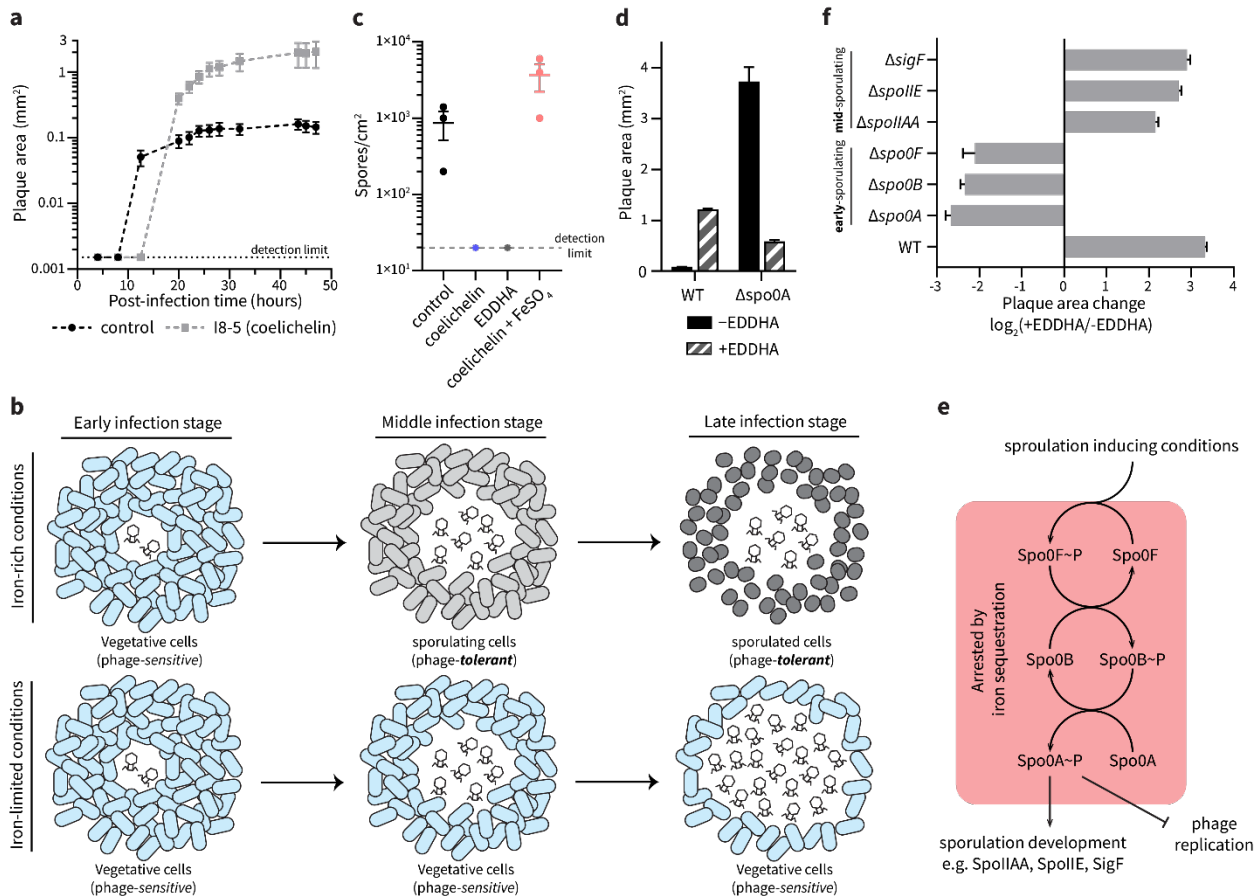 a
Plaque area (mm²)
3
1
0.1
0.01
0.001
detection limit
0
10
20
30
40
50
Post-infection time (hours)
control
I8-5 (coelichelin)
c
Spores/cm²
1×10⁴
1×10³
1×10²
1×10¹
detection
limit
control
coelichelin
EDDHA
coelichelin + FeSO₄
d
Plaque area (mm²)
4
3
2
1
0
WT
Δspo0A
−EDDHA
+EDDHA
f
mid-sporulating
early-sporulating
ΔsigF
ΔspoIIE
ΔspoIIAA
Δspo0F
Δspo0B
Δspo0A
WT
-3
-2
-1
0
1
2
3
4
Plaque area change
log₂(+EDDHA/-EDDHA)
b
Early infection stage
Middle infection stage
Late infection stage
Iron-rich conditions
Vegetative cells
(phage-sensitive)
sporulating cells
(phage-tolerant)
sporulated cells
(phage-tolerant)
Iron-limited conditions
Vegetative cells
(phage-sensitive)
Vegetative cells
(phage-sensitive)
Vegetative cells
(phage-sensitive)
e
sproulation inducing conditions
Arrested by
iron sequestration
Spo0F~P
Spo0F
Spo0B
Spo0B~P
Spo0A~P
Spo0A
sporulation development
e.g. SpoIIAA, SpoIIE, SigF
phage
replication